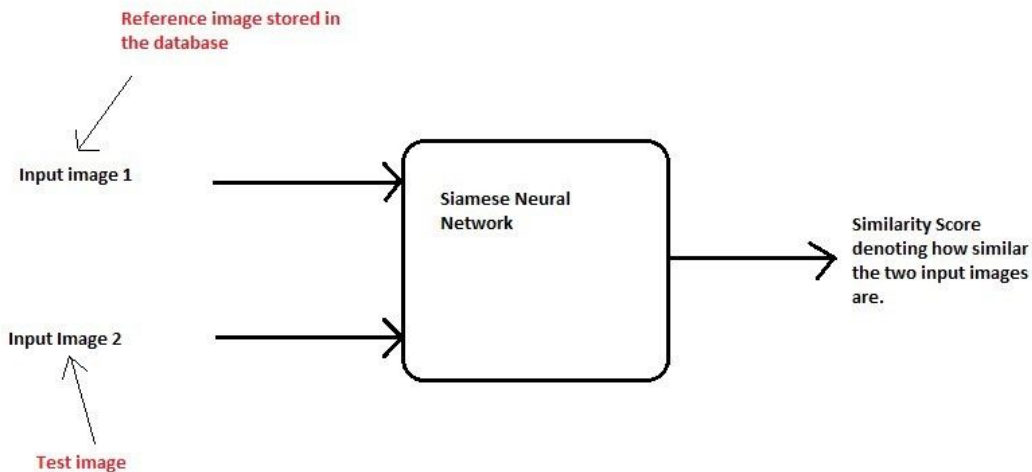 Reference image stored in
the database
Input image 1
Siamese Neural
Network
Similarity Score
denoting how similar
the two input images
are.
Input Image 2
Test image